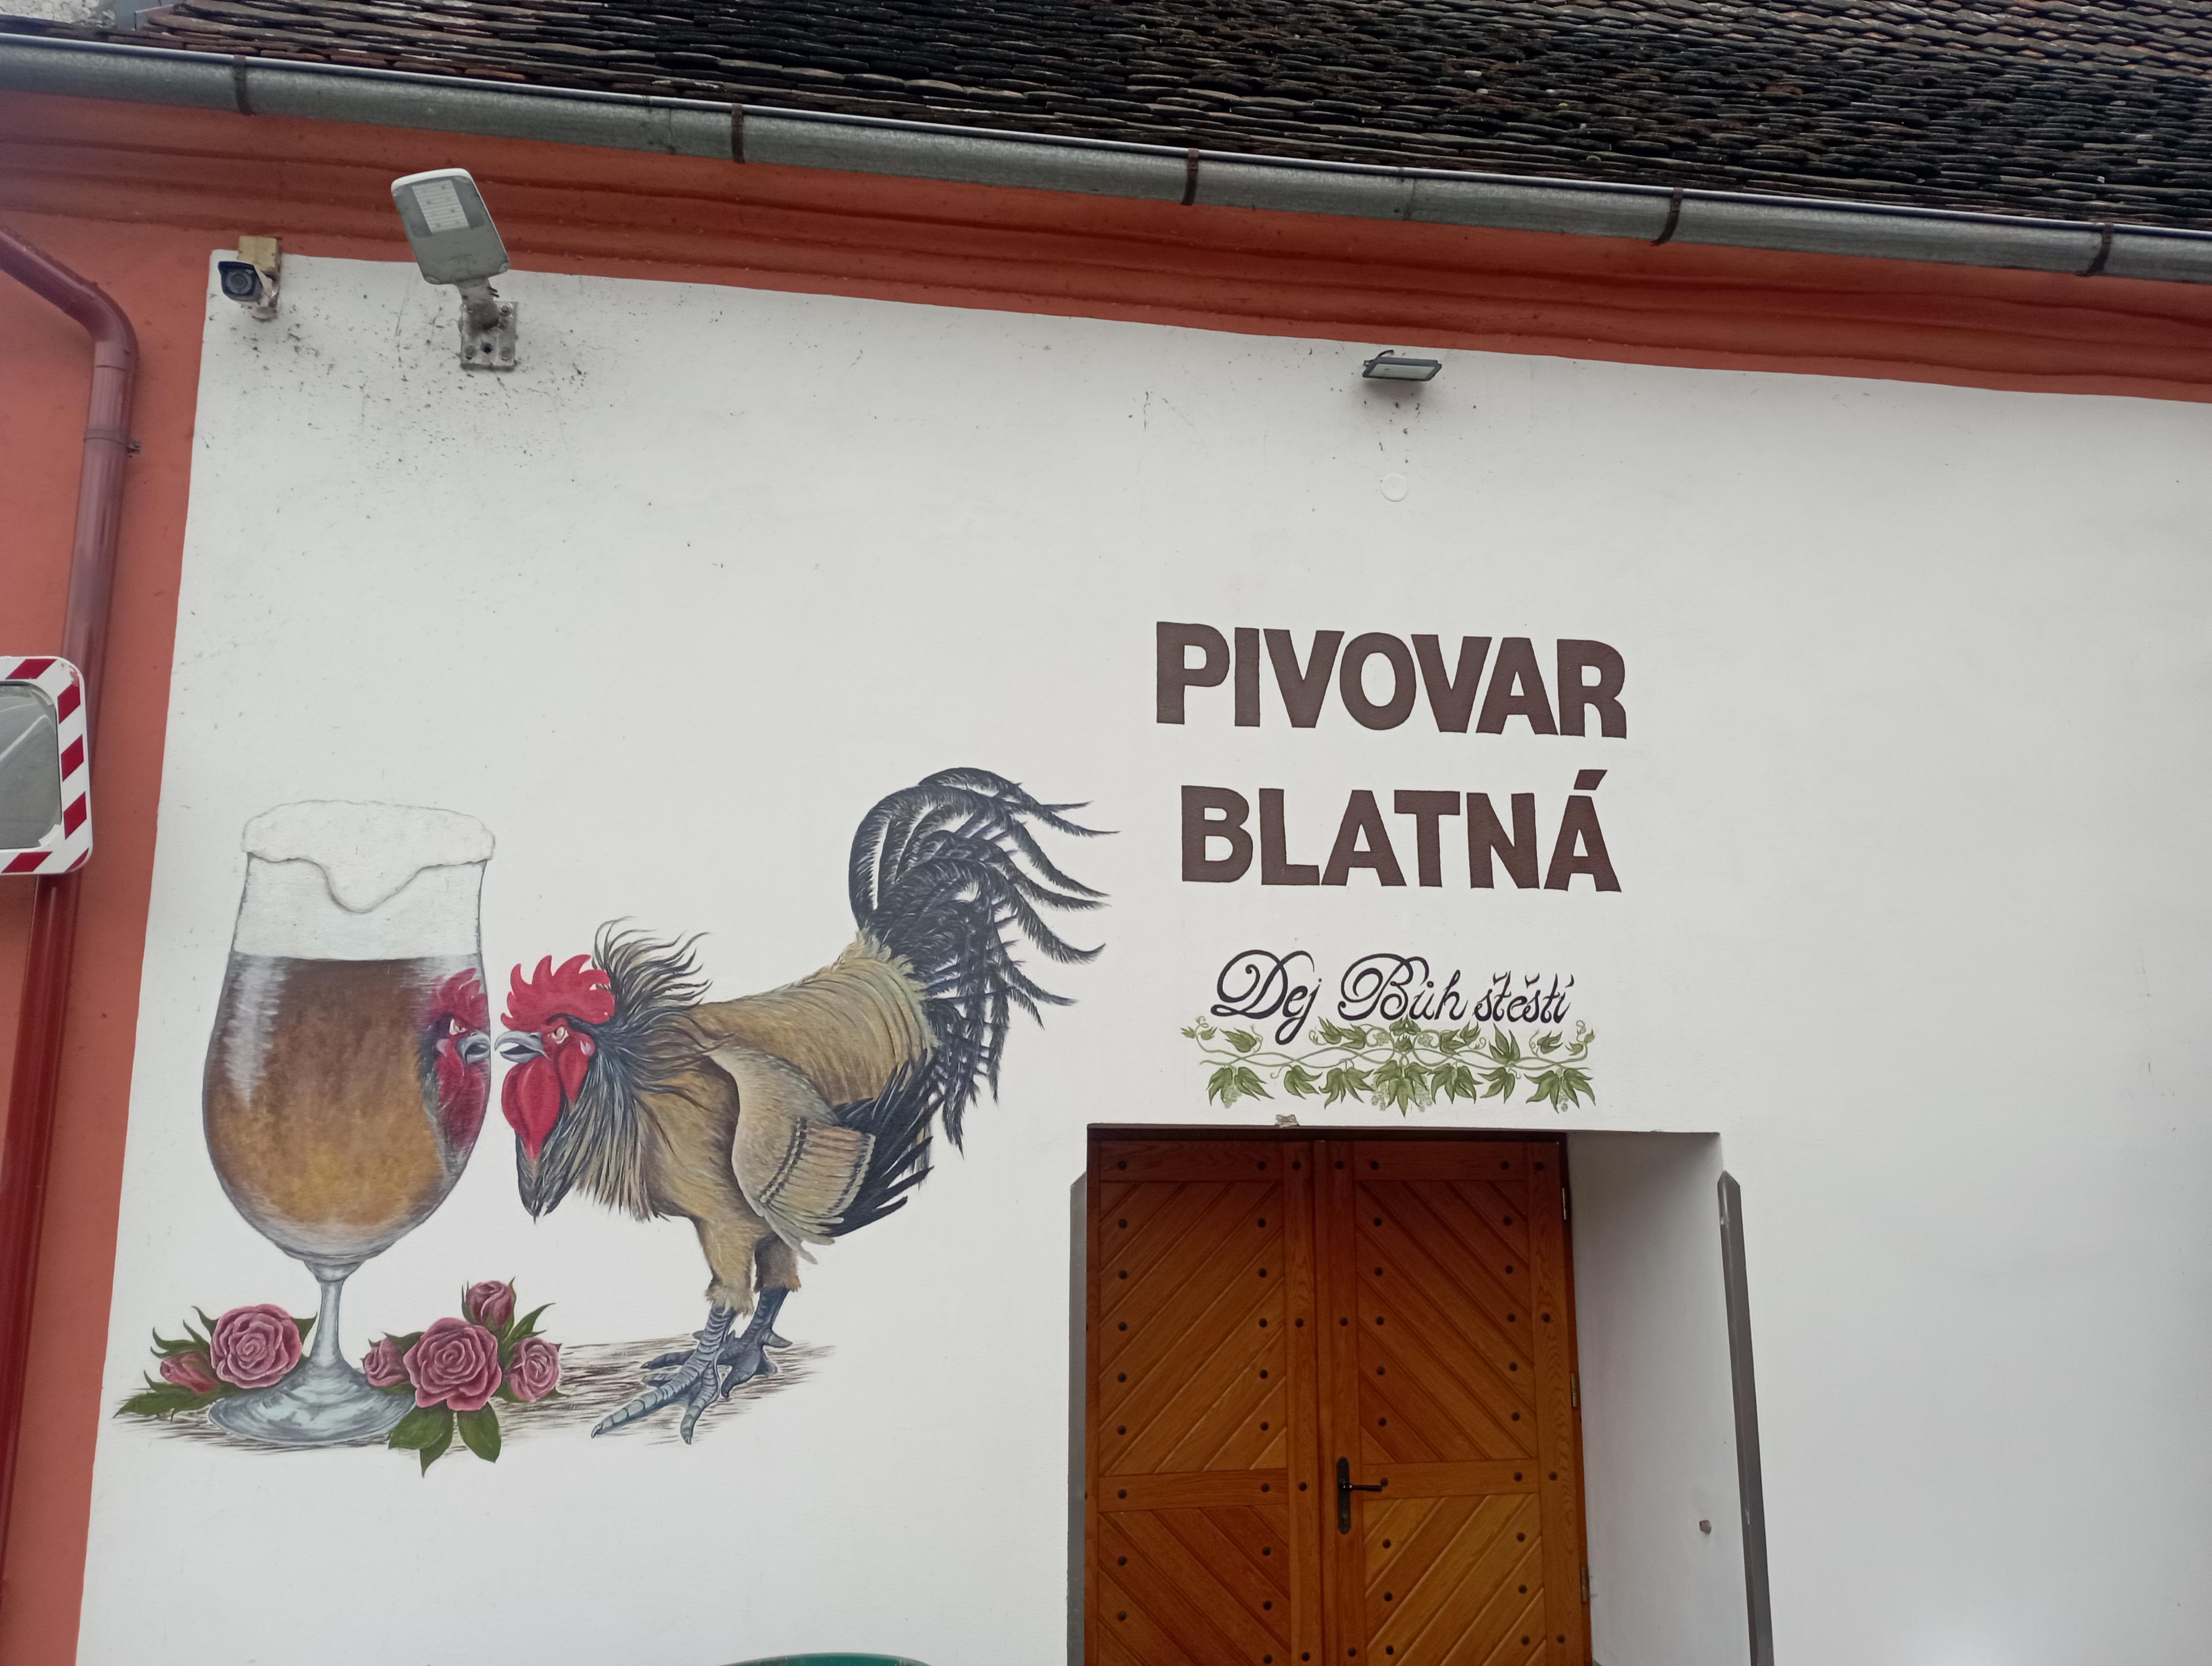 PIVOVAR
BLATNÁ
Dej Bůh štěstí